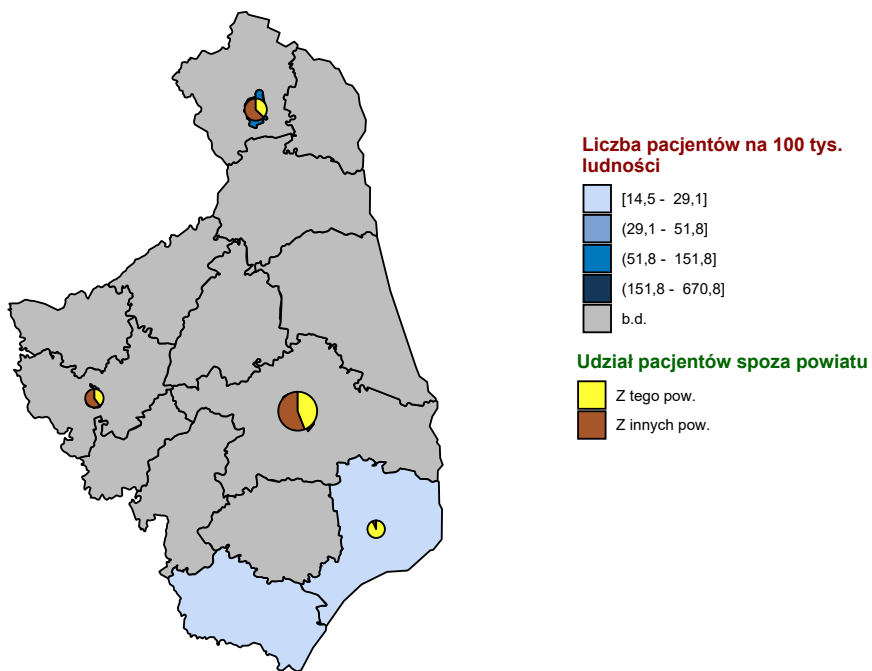 Liczba pacjentów na 100 tys.
ludności
[14,5 - 29,1]
(29,1 - 51,8]
(51,8 - 151,8]
(151,8 - 670,8]
b.d.
Udział pacjentów spoza powiatu
Z tego pow.
Z innych pow.